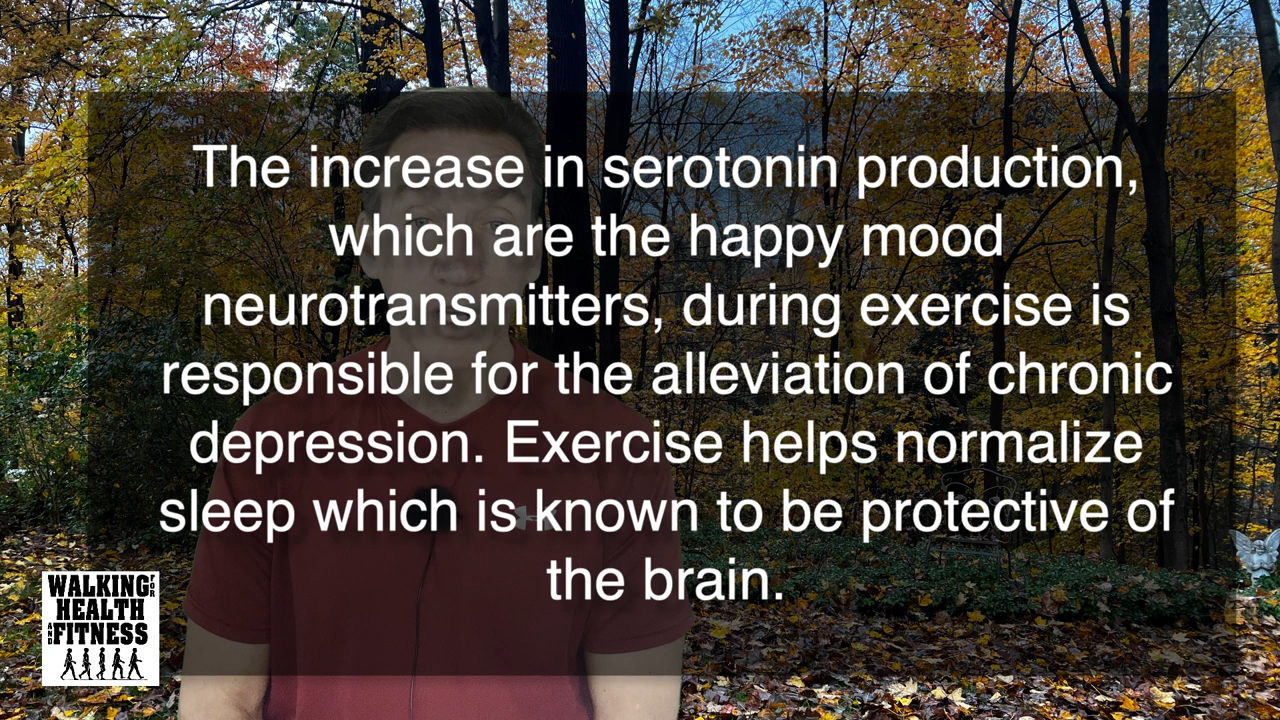 The increase in serotonin production,
which are the happy mood
neurotransmitters, during exercise is
responsible for the alleviation of chronic
depression. Exercise helps normalize
sleep which is known to be protective of
the brain.
WALKING FOR
HEALTH
AND FITNESS